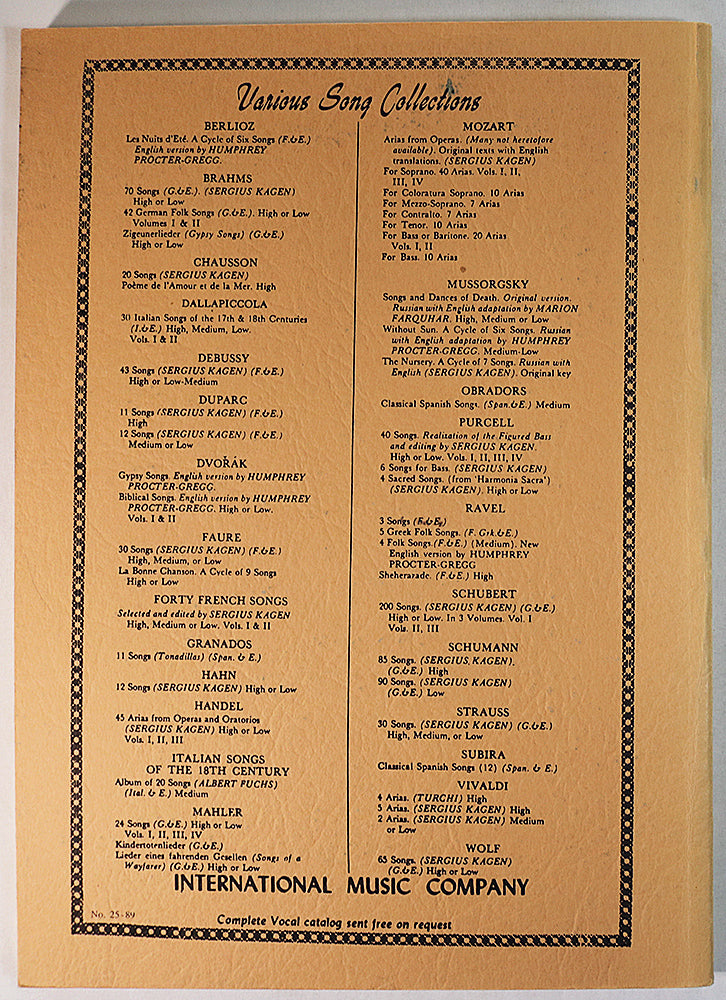 Various Song Collections
BERLIOZ
Les Nuits d'Eté. A Cycle of Six Songs (F.&E.)
English version by HUMPHREY
PROCTER-GREGG.
BRAHMS
70 Songs (G.&E.). (SERGIUS KAGEN)
High or Low
42 German Folk Songs (G.&E.). High or Low
Volumes I & II
Zigeunerlieder (Gypsy Songs) (G.&E.)
High or Low
CHAUSSON
20 Songs (SERGIUS KAGEN)
Poème de l'Amour et de la Mer. High
DALLAPICCOLA
30 Italian Songs of the 17th & 18th Centuries
(I.&E.) High, Medium, Low.
Vols. I & II
DEBUSSY
43 Songs (SERGIUS KAGEN) (F.&E.)
High or Low-Medium
DUPARC
11 Songs (SERGIUS KAGEN) (F.&E.)
High
12 Songs (SERGIUS KAGEN) (F.&E.)
Medium or Low
DVOŘÁK
Gypsy Songs. English version by HUMPHREY
PROCTER-GREGG.
Biblical Songs. English version by HUMPHREY
PROCTER-GREGG. High or Low.
Vols. I & II
FAURE
30 Songs (SERGIUS KAGEN) (F.&E.)
High, Medium, or Low
La Bonne Chanson. A Cycle of 9 Songs
High or Low
FORTY FRENCH SONGS
Selected and edited by SERGIUS KAGEN
High, Medium or Low. Vols. I & II
GRANADOS
11 Songs (Tonadillas) (Span. & E.)
HAHN
12 Songs (SERGIUS KAGEN) High or Low
HANDEL
45 Arias from Operas and Oratorios
(SERGIUS KAGEN) High or Low
Vols. I, II, III
ITALIAN SONGS
OF THE 18TH CENTURY
Album of 20 Songs (ALBERT FUCHS)
(Ital. & E.) Medium
MAHLER
24 Songs (G.&E.) High or Low
Vols. I, II, III, IV
Kindertotenlieder (G.&E.)
Lieder eines fahrenden Gesellen (Songs of a
Wayfarer) (G.&E.) High or Low
MOZART
Arias from Operas. (Many not heretofore
available). Original texts with English
translations. (SERGIUS KAGEN)
For Soprano. 40 Arias. Vols. I, II,
III, IV
For Coloratura Soprano. 10 Arias
For Mezzo-Soprano. 7 Arias
For Contralto. 7 Arias
For Tenor. 10 Arias
For Bass or Baritone. 20 Arias
Vols. I, II
For Bass. 10 Arias
MUSSORGSKY
Songs and Dances of Death. Original version.
Russian with English adaptation by MARION
FARQUHAR. High, Medium or Low
Without Sun. A Cycle of Six Songs. Russian
with English adaptation by HUMPHREY
PROCTER-GREGG. Medium-Low
The Nursery. A Cycle of 7 Songs. Russian with
English (SERGIUS KAGEN). Original key
OBRADORS
Classical Spanish Songs. (Span.&E.) Medium
PURCELL
40 Songs. Realization of the Figured Bass
and editing by SERGIUS KAGEN.
High or Low. Vols. I, II, III, IV
6 Songs for Bass. (SERGIUS KAGEN)
4 Sacred Songs. (from 'Harmonia Sacra')
(SERGIUS KAGEN). High or Low
RAVEL
3 Songs
5 Greek Folk Songs. (F. Grk.&E.)
4 Folk Songs.(F.&E.) (Medium). New
English version by HUMPHREY
PROCTER-GREGG
Sheherazade. (F.&E.) High
SCHUBERT
200 Songs. (SERGIUS KAGEN) (G.&E.)
High or Low. In 3 Volumes. Vol. I
Vols. II, III
SCHUMANN
85 Songs. (SERGIUS KAGEN).
(G.&E.) High
90 Songs. (SERGIUS KAGEN)
(G.&E.) Low
STRAUSS
30 Songs. (SERGIUS KAGEN) (G.&E.)
High, Medium, or Low
SUBIRA
Classical Spanish Songs (12) (Span. & E.)
VIVALDI
4 Arias. (TURCHI) High
5 Arias. (SERGIUS KAGEN) High
2 Arias. (SERGIUS KAGEN) Medium
or Low
WOLF
65 Songs. (SERGIUS KAGEN)
(G.&E.) High or Low
INTERNATIONAL MUSIC COMPANY
No. 25-89
Complete Vocal catalog sent free on request